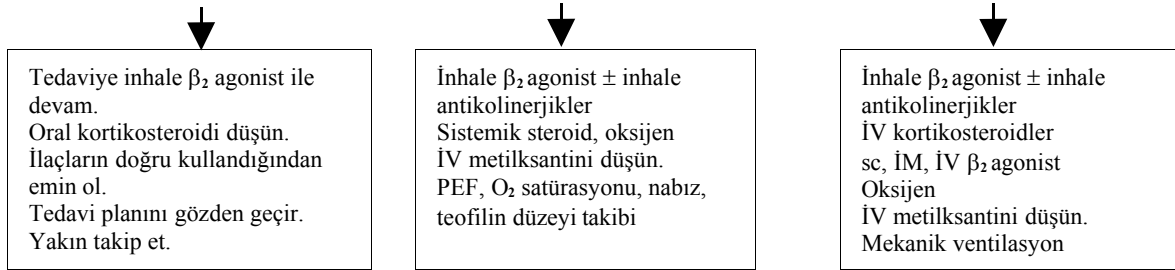 Tedaviye inhale β₂ agonist ile
devam.
Oral kortikosteroidi düşün.
İlaçların doğru kullandığından
emin ol.
Tedavi planını gözden geçir.
Yakın takip et.
İnhale β₂ agonist ± inhale
antikolinerjikler
Sistemik steroid, oksijen
İV metilksantini düşün.
PEF, O₂ satürasyonu, nabız,
teofilin düzeyi takibi
İnhale β₂ agonist ± inhale
antikolinerjikler
İV kortikosteroidler
sc, İM, İV β₂ agonist
Oksijen
İV metilksantini düşün.
Mekanik ventilasyon